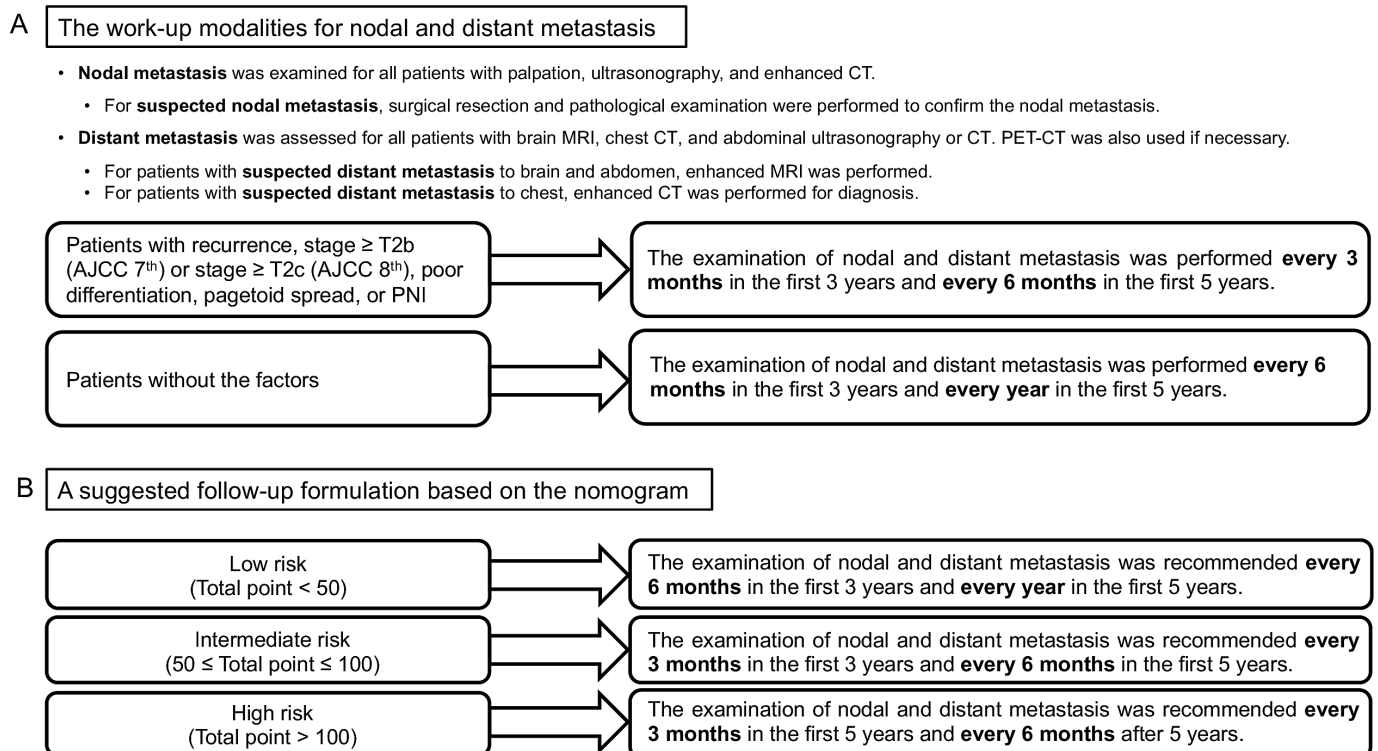 A
The work-up modalities for nodal and distant metastasis
• Nodal metastasis was examined for all patients with palpation, ultrasonography, and enhanced CT.
• For suspected nodal metastasis, surgical resection and pathological examination were performed to confirm the nodal metastasis.
• Distant metastasis was assessed for all patients with brain MRI, chest CT, and abdominal ultrasonography or CT. PET-CT was also used if necessary.
• For patients with suspected distant metastasis to brain and abdomen, enhanced MRI was performed.
• For patients with suspected distant metastasis to chest, enhanced CT was performed for diagnosis.
Patients with recurrence, stage ≥ T2b
(AJCC 7th) or stage ≥ T2c (AJCC 8th), poor
differentiation, pagetoid spread, or PNI
The examination of nodal and distant metastasis was performed every 3
months in the first 3 years and every 6 months in the first 5 years.
Patients without the factors
The examination of nodal and distant metastasis was performed every 6
months in the first 3 years and every year in the first 5 years.
B
A suggested follow-up formulation based on the nomogram
Low risk
(Total point < 50)
The examination of nodal and distant metastasis was recommended every
6 months in the first 3 years and every year in the first 5 years.
Intermediate risk
(50 ≤ Total point ≤ 100)
The examination of nodal and distant metastasis was recommended every
3 months in the first 3 years and every 6 months in the first 5 years.
High risk
(Total point > 100)
The examination of nodal and distant metastasis was recommended every
3 months in the first 5 years and every 6 months after 5 years.